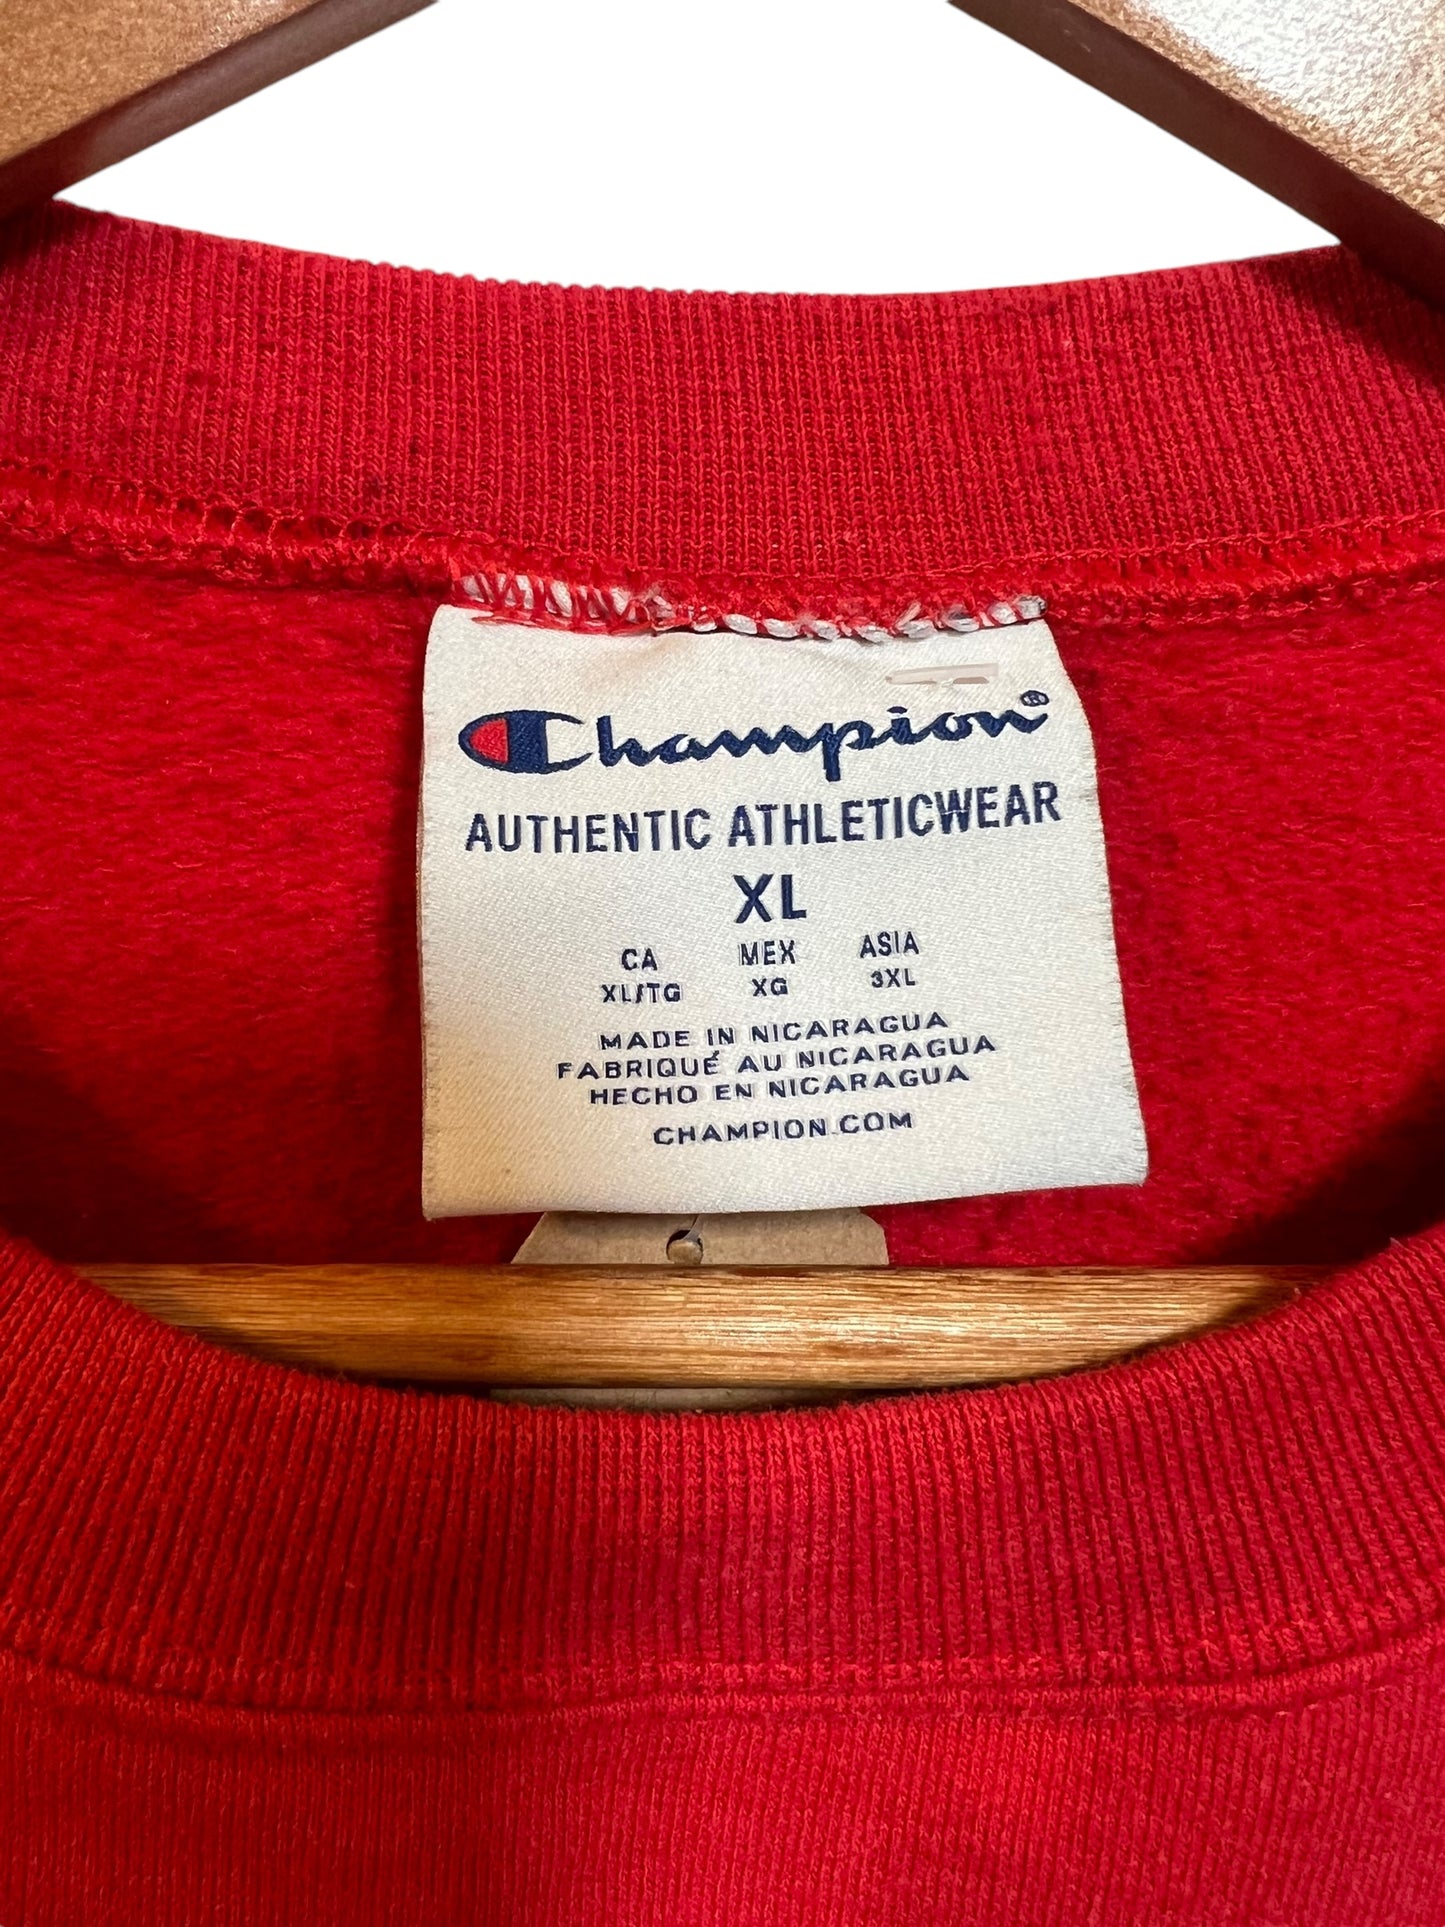 Champion®
AUTHENTIC ATHLETICWEAR
XL
CA MEX ASIA
XL/TG XG 3XL
MADE IN NICARAGUA
FABRIQUÉ AU NICARAGUA
HECHO EN NICARAGUA
CHAMPION.COM